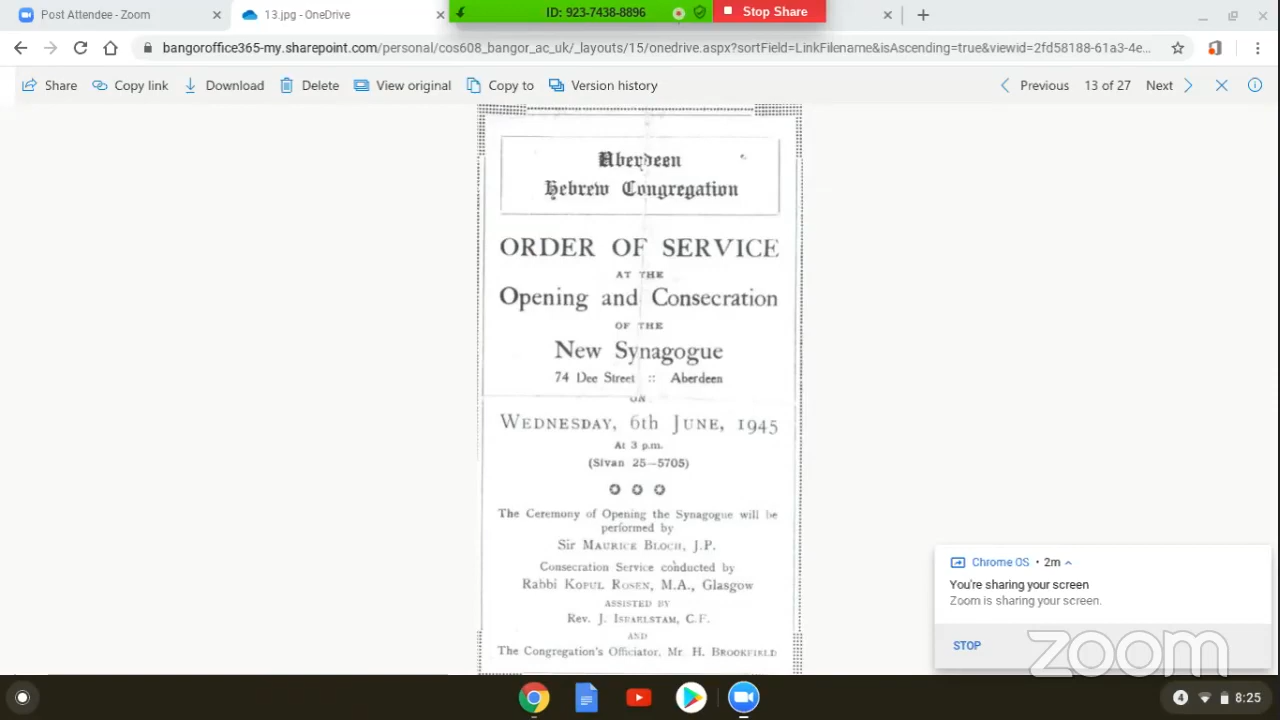 Post Attendee - Zoom
13.jpg - OneDrive
ID: 923-7438-8896
Stop Share
bangoroffice365-my.sharepoint.com/personal/cos608_bangor_ac_uk/_layouts/15/onedrive.aspx?sortField=LinkFilename&isAscending=true&viewid=2fd58188-61a3-4e...
Share
Copy link
Download
Delete
View original
Copy to
Version history
Previous
13 of 27
Next
Aberdeen
Hebrew Congregation
ORDER OF SERVICE
AT THE
Opening and Consecration
OF THE
New Synagogue
74 Dee Street :: Aberdeen
ON
WEDNESDAY, 6th JUNE, 1945
At 3 p.m.
(Sivan 25—5705)
The Ceremony of Opening the Synagogue will be
performed by
Sir MAURICE BLOCH, J.P.
Consecration Service conducted by
Rabbi KOPUL ROSEN, M.A., Glasgow
ASSISTED BY
Rev. J. ISRAELSTAM, C.F.
AND
The Congregation's Officiator, Mr. H. BROOKFIELD
Chrome OS • 2m
You're sharing your screen
Zoom is sharing your screen.
STOP
zoom
4
8:25